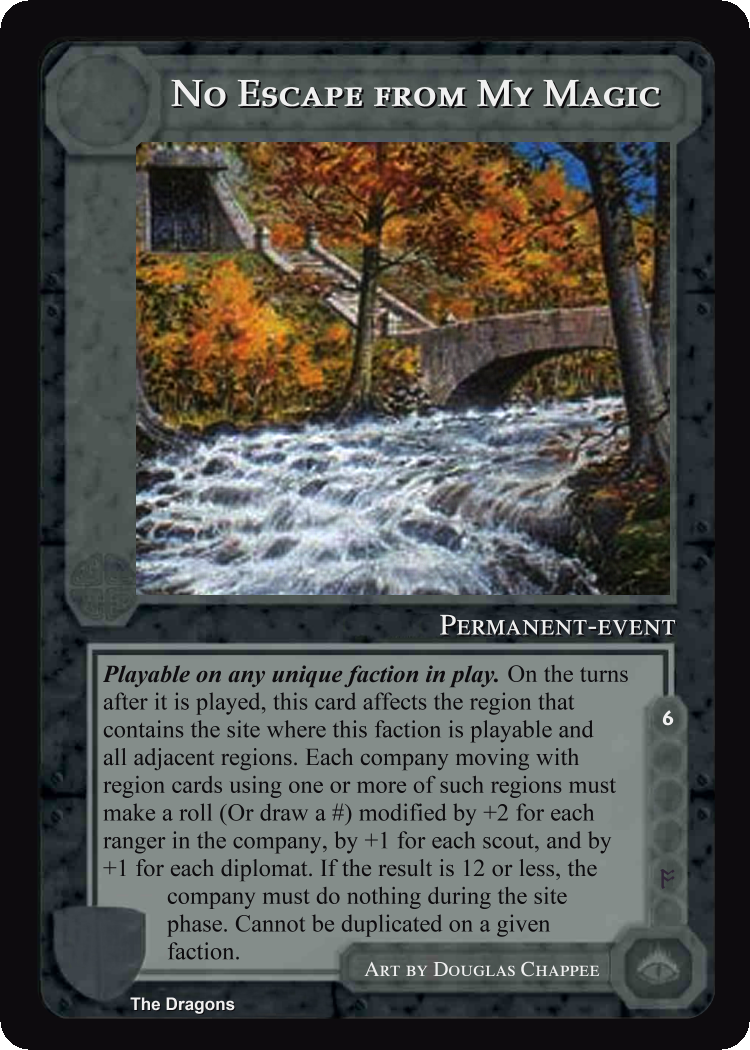 No Escape from My Magic
Permanent-event
Playable on any unique faction in play. On the turns
after it is played, this card affects the region that
contains the site where this faction is playable and
all adjacent regions. Each company moving with
region cards using one or more of such regions must
make a roll (Or draw a #) modified by +2 for each
ranger in the company, by +1 for each scout, and by
+1 for each diplomat. If the result is 12 or less, the
company must do nothing during the site
phase. Cannot be duplicated on a given
faction.
6
ᚩ
Art by Douglas Chappee
The Dragons